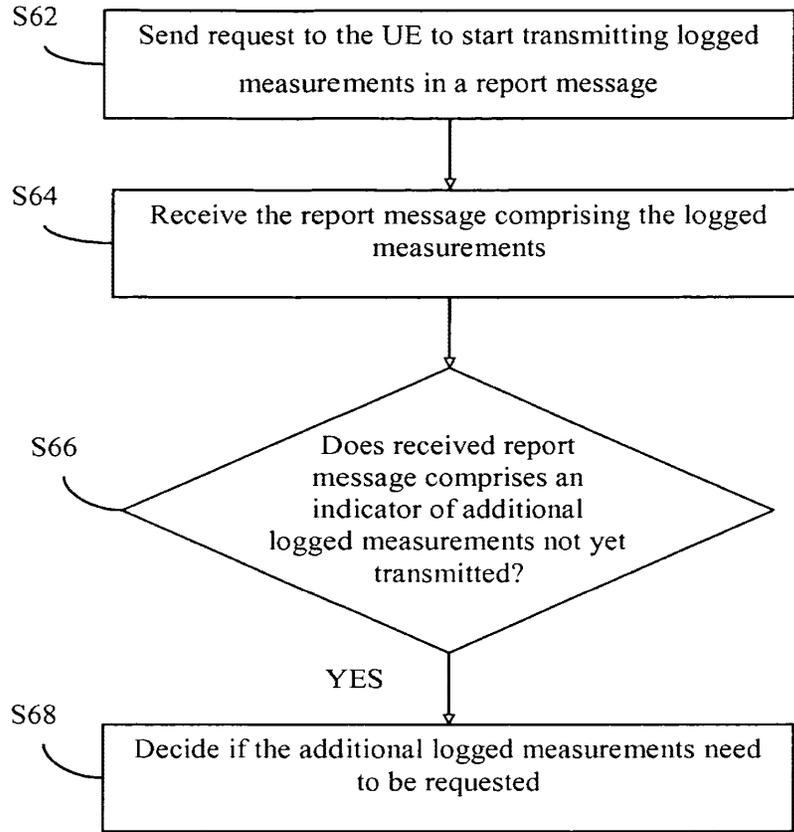 S62
Send request to the UE to start transmitting logged
measurements in a report message
S64
Receive the report message comprising the logged
measurements
S66
Does received report
message comprises an
indicator of additional
logged measurements not yet
transmitted?
YES
S68
Decide if the additional logged measurements need
to be requested